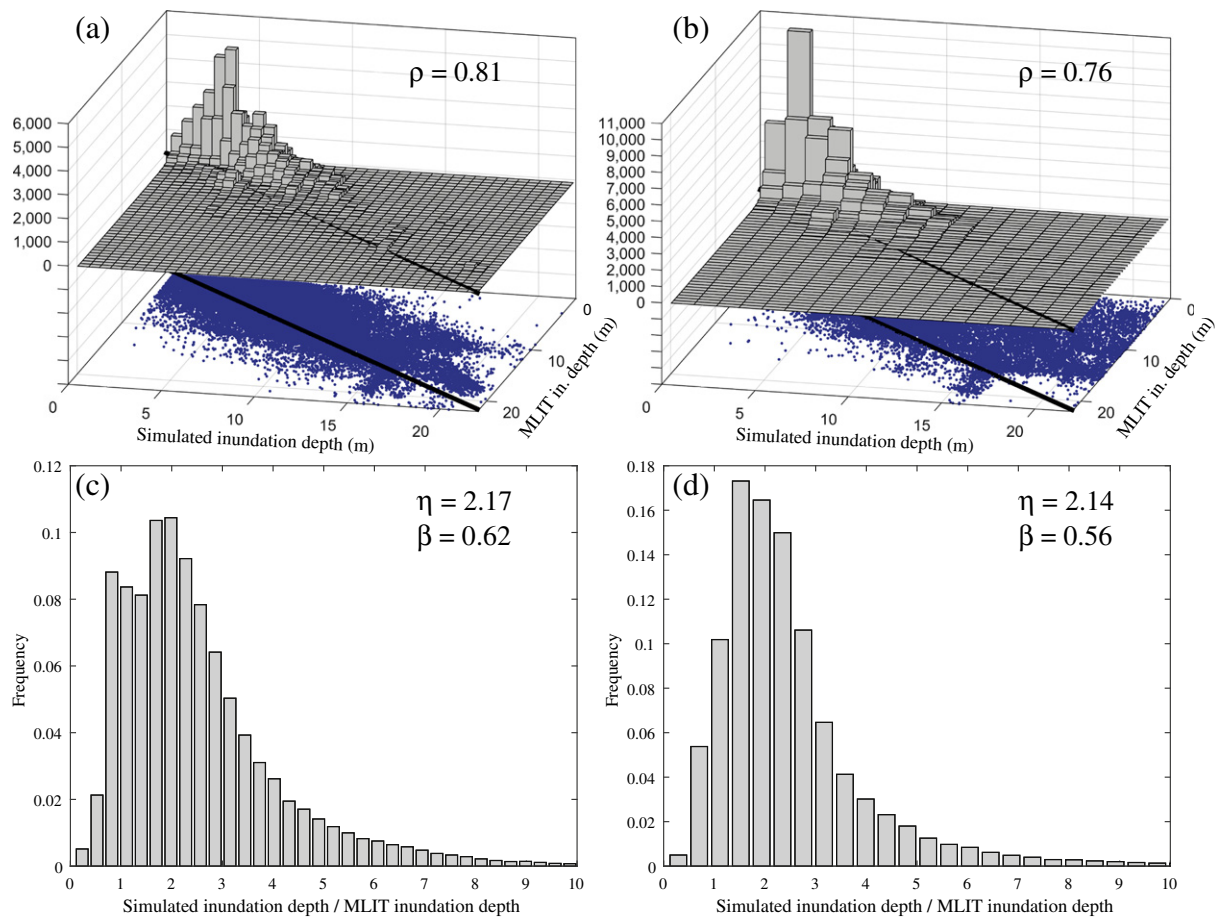 (a)
ρ = 0.81
6,000
5,000
4,000
3,000
2,000
1,000
0
0
5
10
15
20
Simulated inundation depth (m)
0
10
20
MLIT in. depth (m)
(b)
ρ = 0.76
11,000
10,000
9,000
8,000
7,000
6,000
5,000
4,000
3,000
2,000
1,000
0
0
5
10
15
20
Simulated inundation depth (m)
0
10
20
MLIT in. depth (m)
(c)
η = 2.17
β = 0.62
0.12
0.1
0.08
0.06
0.04
0.02
0
Frequency
0 1 2 3 4 5 6 7 8 9 10
Simulated inundation depth / MLIT inundation depth
(d)
η = 2.14
β = 0.56
0.18
0.16
0.14
0.12
0.1
0.08
0.06
0.04
0.02
0
Frequency
0 1 2 3 4 5 6 7 8 9 10
Simulated inundation depth / MLIT inundation depth